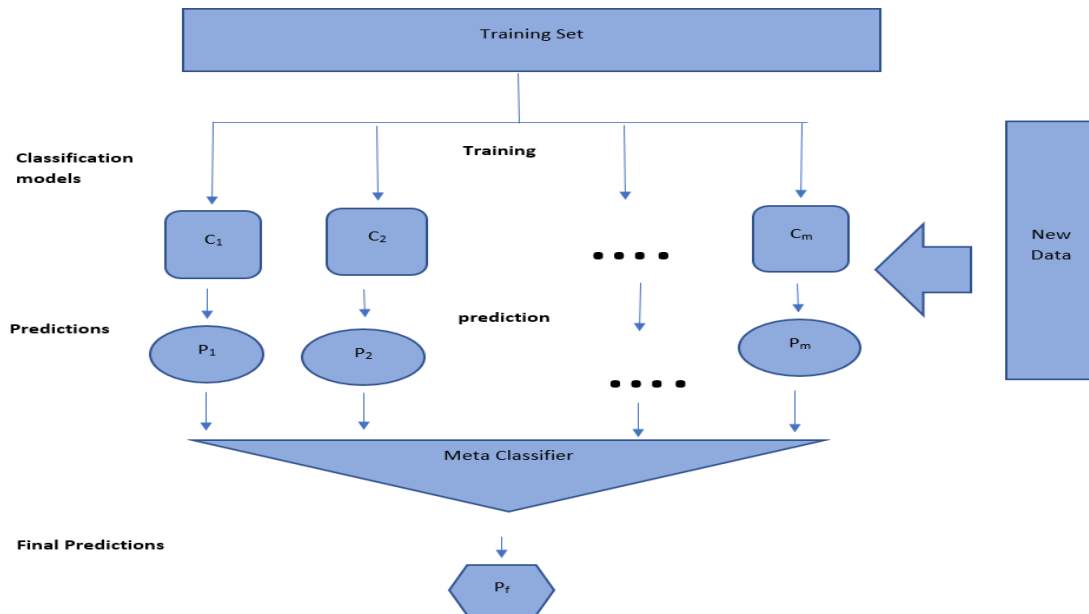 Training Set
Training
Classification
models
C₁
C₂
....
Cₘ
New
Data
Predictions
prediction
P₁
P₂
....
Pₘ
Meta Classifier
Final Predictions
P_f